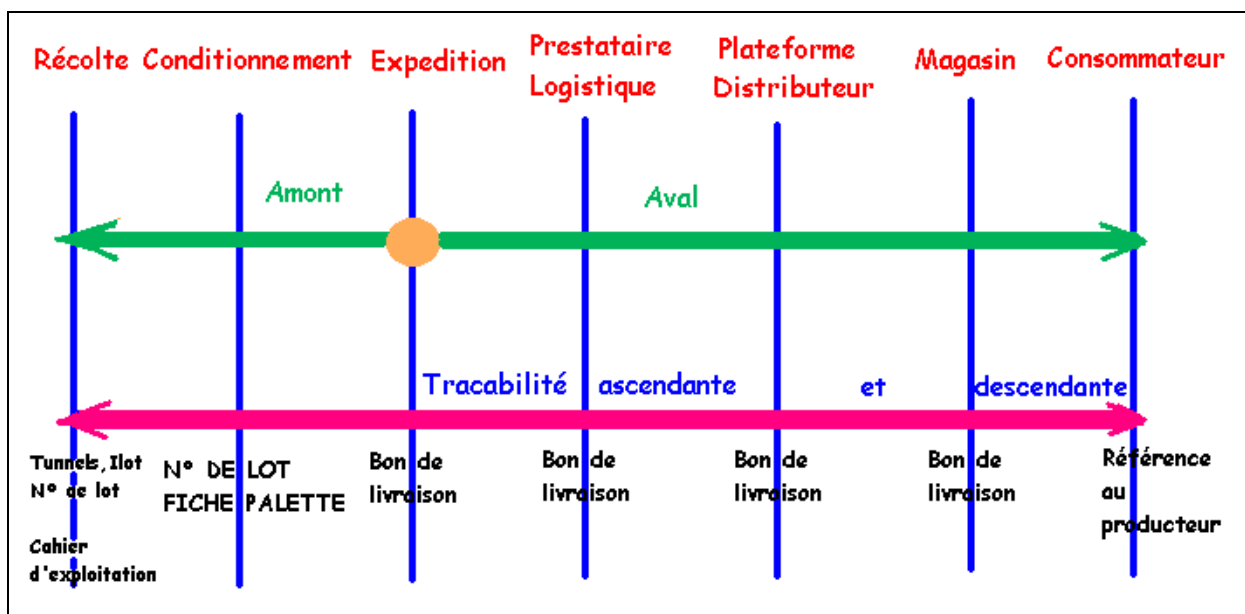 Récolte
Conditionnement
Expedition
Prestataire
Logistique
Plateforme
Distributeur
Magasin
Consommateur
Amont
Aval
Tracabilité ascendante et descendante
Tunnels, Ilot
N° de lot
Cahier
d'exploitation
N° DE LOT
FICHE PALETTE
Bon de
livraison
Bon de
livraison
Bon de
livraison
Bon de
livraison
Référence
au
producteur